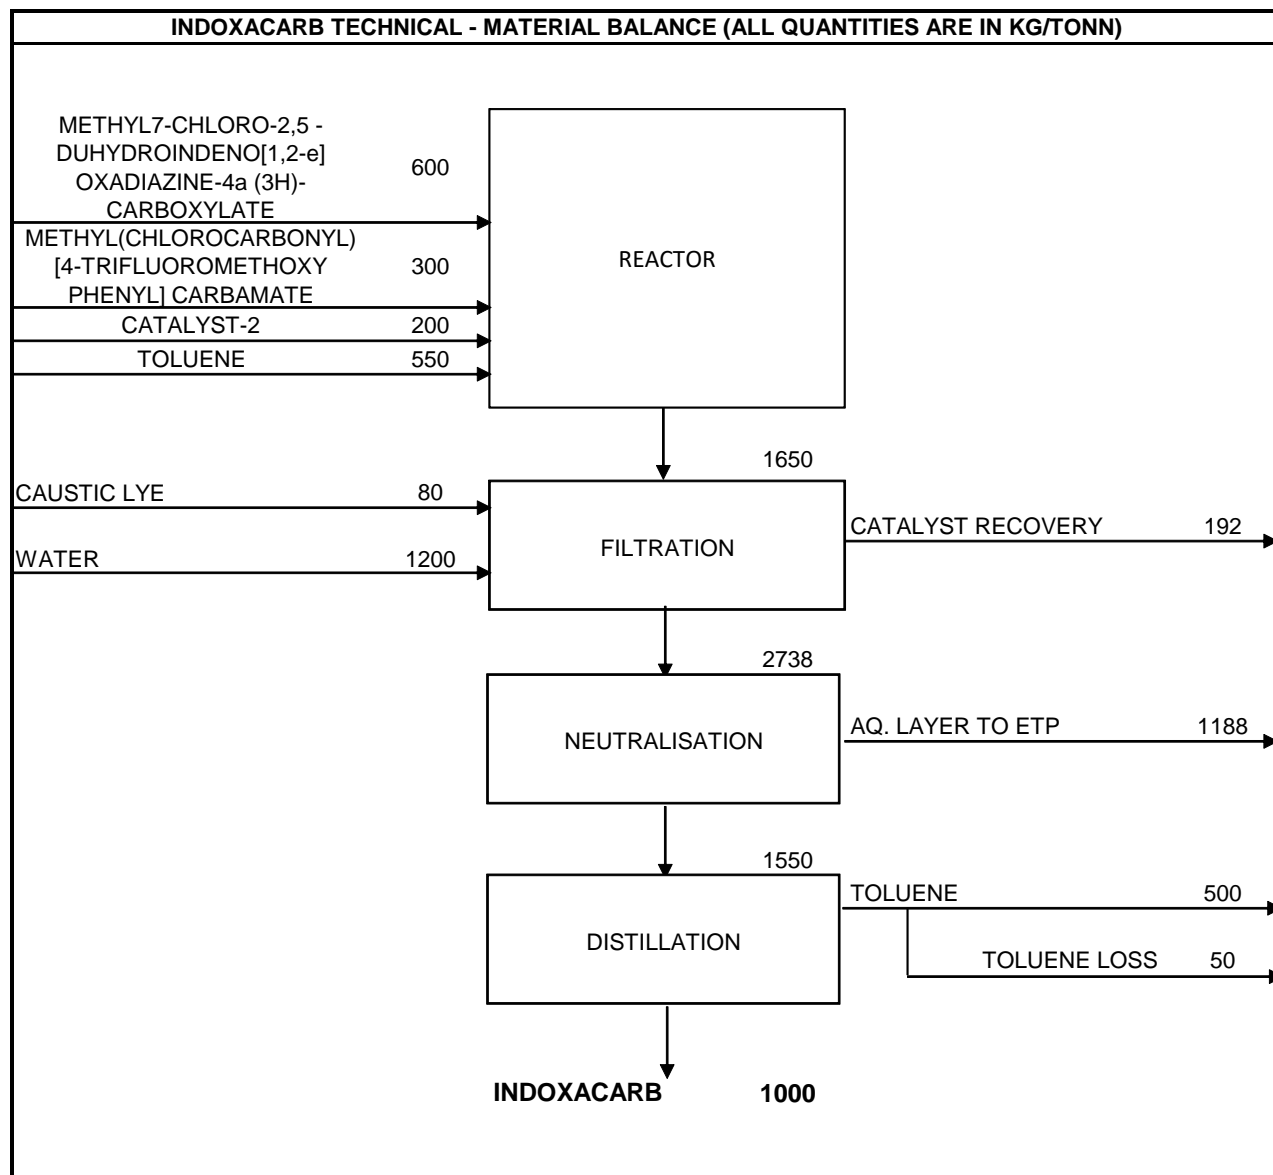 INDOXACARB TECHNICAL - MATERIAL BALANCE (ALL QUANTITIES ARE IN KG/TONN)
METHYL7-CHLORO-2,5 -
DUHYDROINDENO[1,2-e]
600
OXADIAZINE-4a (3H)-
CARBOXYLATE
METHYL(CHLOROCARBONYL)
[4-TRIFLUOROMETHOXY
300
PHENYL] CARBAMATE
REACTOR
CATALYST-2 200
TOLUENE 550
1650
CAUSTIC LYE 80
WATER 1200
FILTRATION
CATALYST RECOVERY 192
2738
NEUTRALISATION
AQ. LAYER TO ETP 1188
1550
DISTILLATION
TOLUENE 500
TOLUENE LOSS 50
INDOXACARB 1000